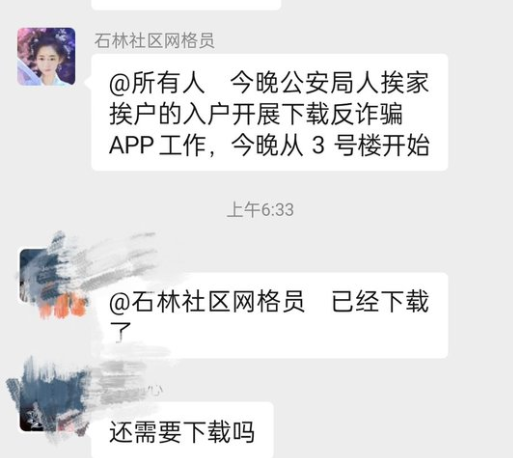 石林社区网格员
@所有人 今晚公安局人挨家
挨户的入户开展下载反诈骗
APP工作，今晚从 3 号楼开始
上午6:33
@石林社区网格员 已经下载
了
心
还需要下载吗